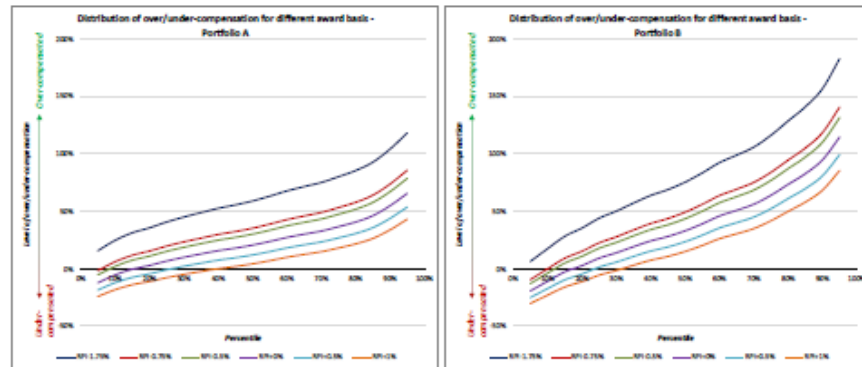 Distribution of over/under-compensation for different award basis -
Portfolio A
200%
150%
100%
50%
0%
-50%
0%
10%
20%
30%
40%
50%
60%
70%
80%
90%
100%
Level of over/under-compensation
Over-compensated
Under-
compensated
Percentile
RPI-1.75%
RPI-0.75%
RPI-0.5%
RPI+0%
RPI+0.5%
RPI+1%
Distribution of over/under-compensation for different award basis -
Portfolio B
200%
150%
100%
50%
0%
-50%
0%
10%
20%
30%
40%
50%
60%
70%
80%
90%
100%
Level of over/under-compensation
Over-compensated
Under-
compensated
Percentile
RPI-1.75%
RPI-0.75%
RPI-0.5%
RPI+0%
RPI+0.5%
RPI+1%